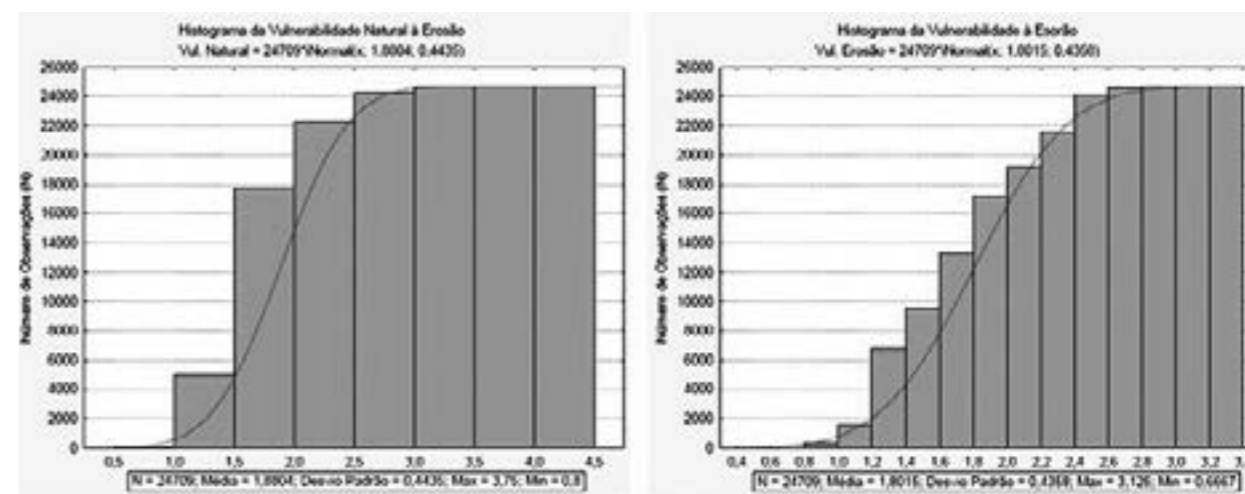 Histograma da Vulnerabilidade Natural à Erosão
Vul. Natural = 24709*Normal(x; 1,8804; 0,4435)
Número de Observações (N)
26000
24000
22000
20000
18000
16000
14000
12000
10000
8000
6000
4000
2000
0
0,5 1,0 1,5 2,0 2,5 3,0 3,5 4,0 4,5
N = 24709; Média = 1,8804; Desvio Padrão = 0,4435; Max = 3,75; Min = 0,8
Histograma da Vulnerabilidade à
Vul. Erosão = 24709*Normal(x; 1,8015; 0,4358)
Número de Observações (N)
26000
24000
22000
20000
18000
16000
14000
12000
10000
8000
6000
4000
2000
0
0,4 0,6 0,8 1,0 1,2 1,4 1,6 1,8 2,0 2,2 2,4 2,6 2,8 3,0 3,2
N = 24709; Média = 1,8015; Desvio Padrão = 0,4358; Max = 3,126; Min = 0,6667